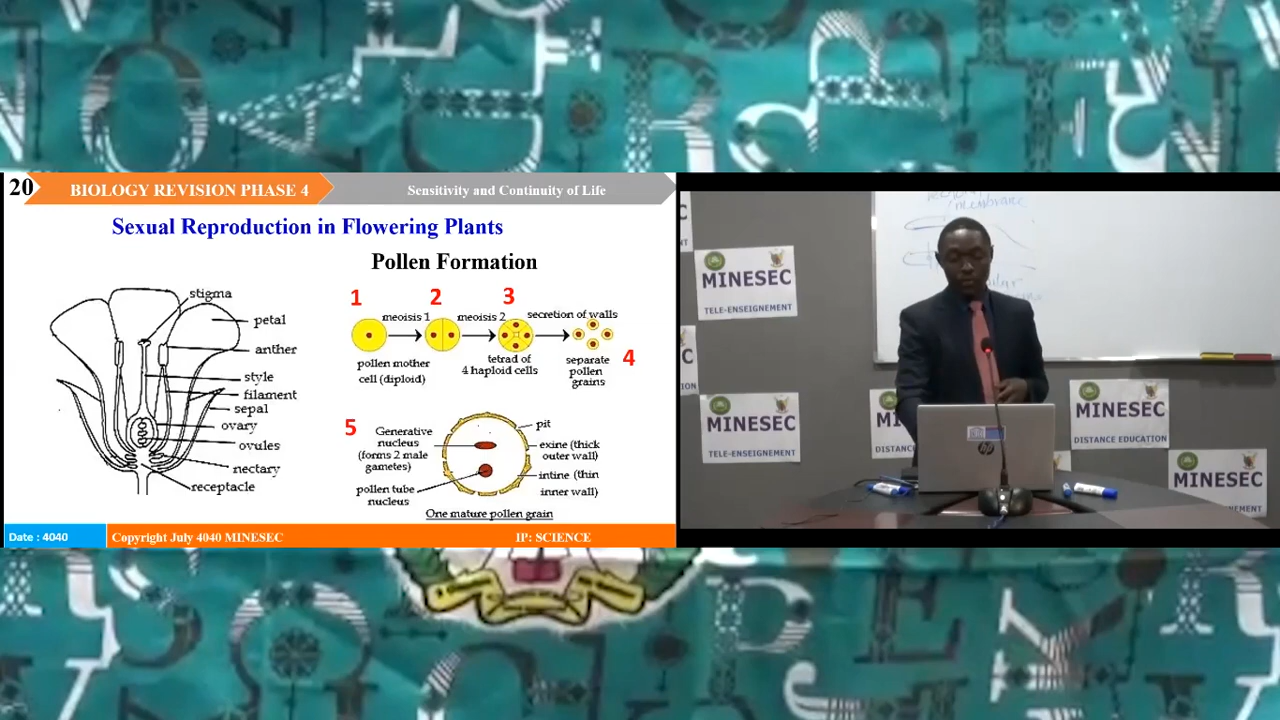 20
BIOLOGY REVISION PHASE 4
Sensitivity and Continuity of Life
Sexual Reproduction in Flowering Plants
Pollen Formation
stigma
petal
anther
style
filament
sepal
ovary
ovules
nectary
receptacle
1
2
3
meoisis 1
meoisis 2
secretion of walls
pollen mother
cell (diploid)
tetrad of
4 haploid cells
separate
pollen
grains
4
5
Generative
nucleus
(forms 2 male
gametes)
pollen tube
nucleus
pit
exine (thick
outer wall)
intine (thin
inner wall)
One mature pollen grain
Date : 4040
Copyright July 4040 MINESEC
IP: SCIENCE
membrane
MINESEC
TELE-ENSEIGNEMENT
MINESEC
TELE-ENSEIGNEMENT
MINESEC
DISTANCE EDUCATION
MINESEC
hp